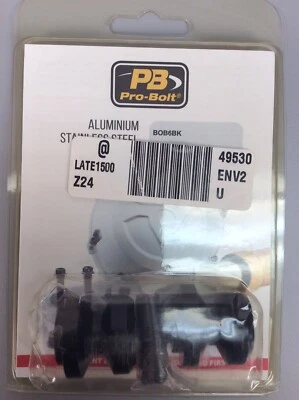 PB
Pro-Bolt®
ALUMINIUM
STAINLESS STEEL
BOB6BK
@
LATE1500
Z24
49530
ENV2
U